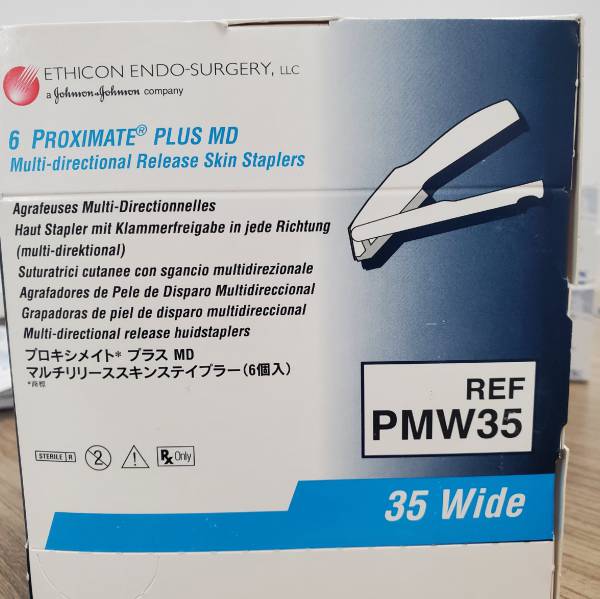 ETHICON ENDO-SURGERY, LLC
a Johnson & Johnson company
6 PROXIMATE® PLUS MD
Multi-directional Release Skin Staplers
Agrafeuses Multi-Directionnelles
Haut Stapler mit Klammerfreigabe in jede Richtung
(multi-direktional)
Suturatrici cutanee con sgancio multidirezionale
Agrafadores de Pele de Disparo Multidireccional
Grapadoras de piel de disparo multidireccional
Multi-directional release huidstaplers
プロキシメイト* プラス MD
マルチリリーススキンステイプラー(6個入)
*商標
REF
PMW35
STERILE R
2
!
Rx Only
35 Wide